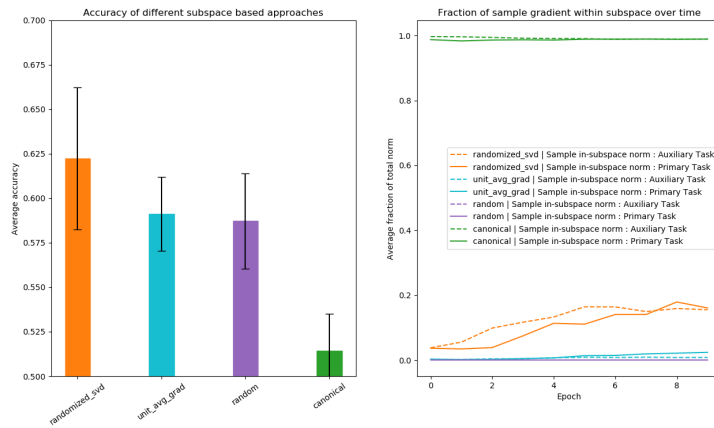 Accuracy of different subspace based approaches
0.700
0.675
0.650
0.625
0.600
0.575
0.550
0.525
0.500
Average accuracy
randomized_svd
unit_avg_grad
random
canonical
Fraction of sample gradient within subspace over time
1.0
0.8
0.6
0.4
0.2
0.0
Average fraction of total norm
randomized_svd | Sample in-subspace norm : Auxiliary Task
randomized_svd | Sample in-subspace norm : Primary Task
unit_avg_grad | Sample in-subspace norm : Auxiliary Task
unit_avg_grad | Sample in-subspace norm : Primary Task
random | Sample in-subspace norm : Auxiliary Task
random | Sample in-subspace norm : Primary Task
canonical | Sample in-subspace norm : Auxiliary Task
canonical | Sample in-subspace norm : Primary Task
0 2 4 6 8
Epoch